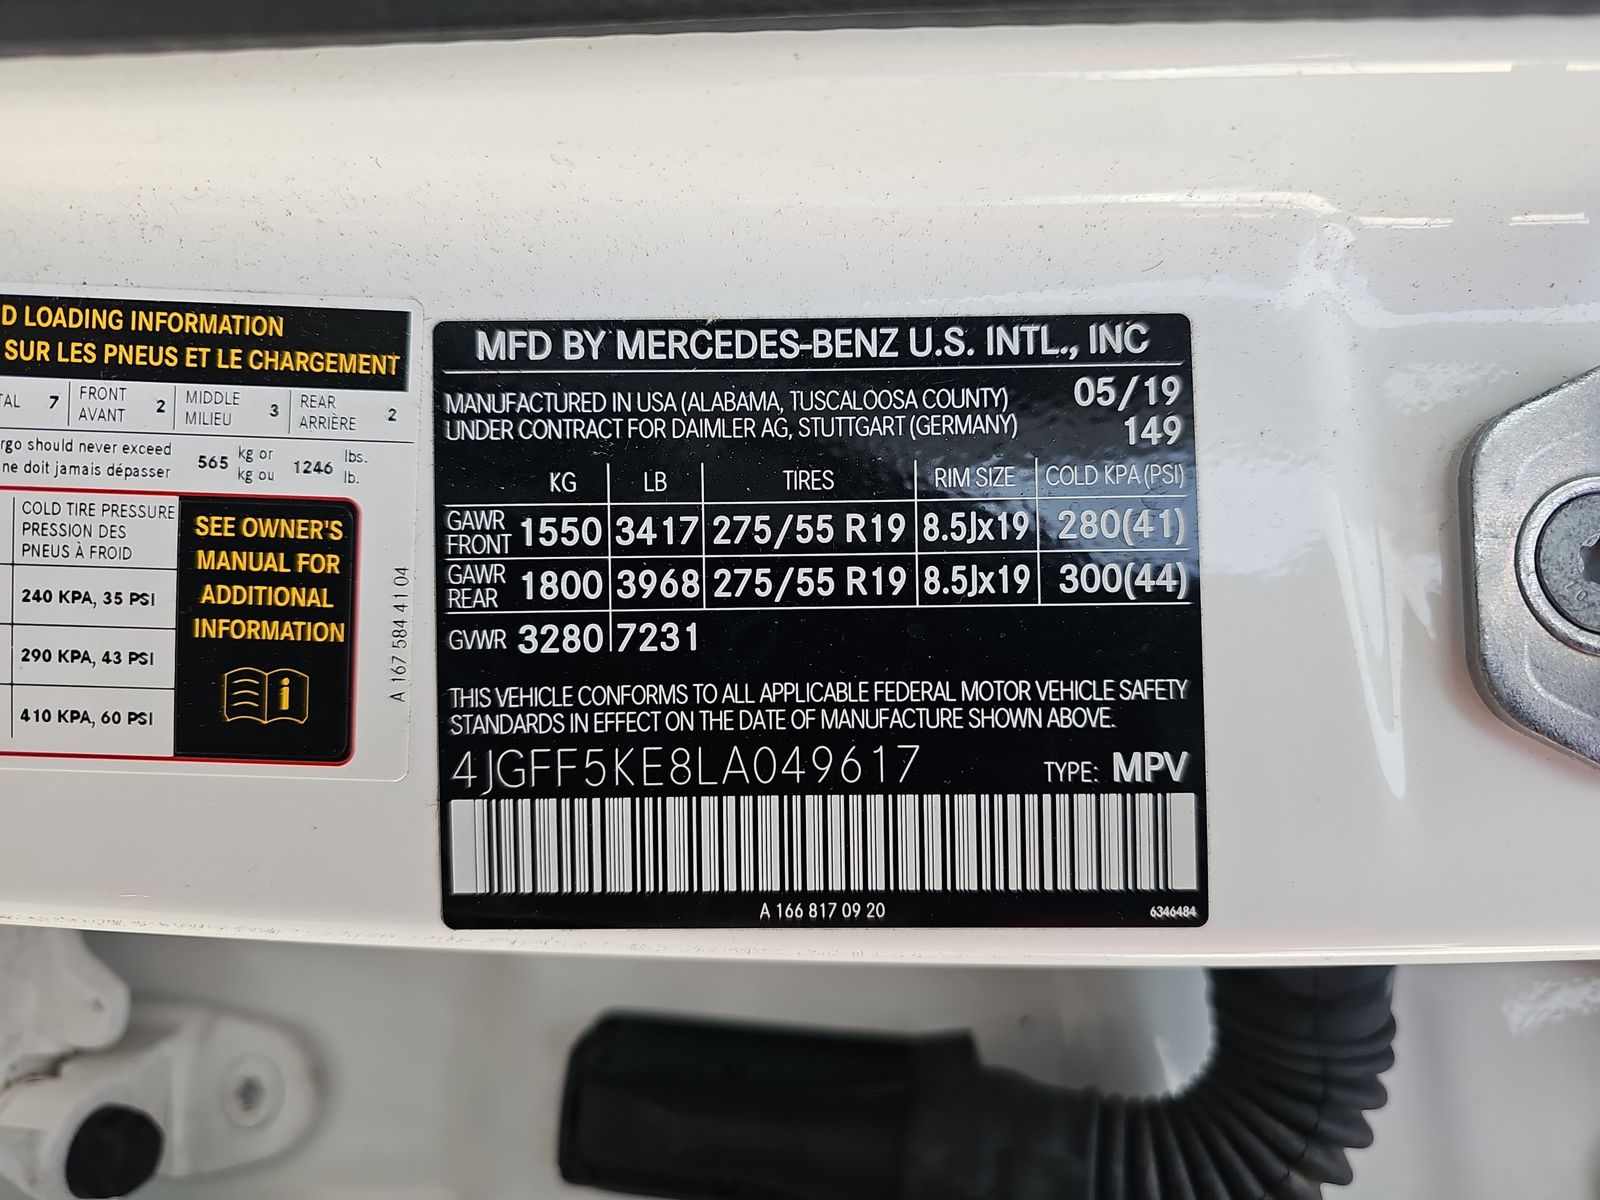 D LOADING INFORMATION
SUR LES PNEUS ET LE CHARGEMENT
TAL 7 FRONT AVANT 2 MIDDLE MILIEU 3 REAR ARRIÈRE 2
rgo should never exceed
ne doit jamais dépasser
565 kg or kg ou 1246 lbs. lb.
COLD TIRE PRESSURE
PRESSION DES
PNEUS À FROID
240 KPA, 35 PSI
290 KPA, 43 PSI
410 KPA, 60 PSI
SEE OWNER'S
MANUAL FOR
ADDITIONAL
INFORMATION
i
A 167 584 41 04
MFD BY MERCEDES-BENZ U.S. INTL., INC
MANUFACTURED IN USA (ALABAMA, TUSCALOOSA COUNTY) 05/19
UNDER CONTRACT FOR DAIMLER AG, STUTTGART (GERMANY) 149
KG LB TIRES RIM SIZE COLD KPA (PSI)
GAWR FRONT 1550 3417 275/55 R19 8.5Jx19 280(41)
GAWR REAR 1800 3968 275/55 R19 8.5Jx19 300(44)
GVWR 3280 7231
THIS VEHICLE CONFORMS TO ALL APPLICABLE FEDERAL MOTOR VEHICLE SAFETY
STANDARDS IN EFFECT ON THE DATE OF MANUFACTURE SHOWN ABOVE.
4JGFF5KE8LA049617 TYPE: MPV
A 166 817 09 20 6346484